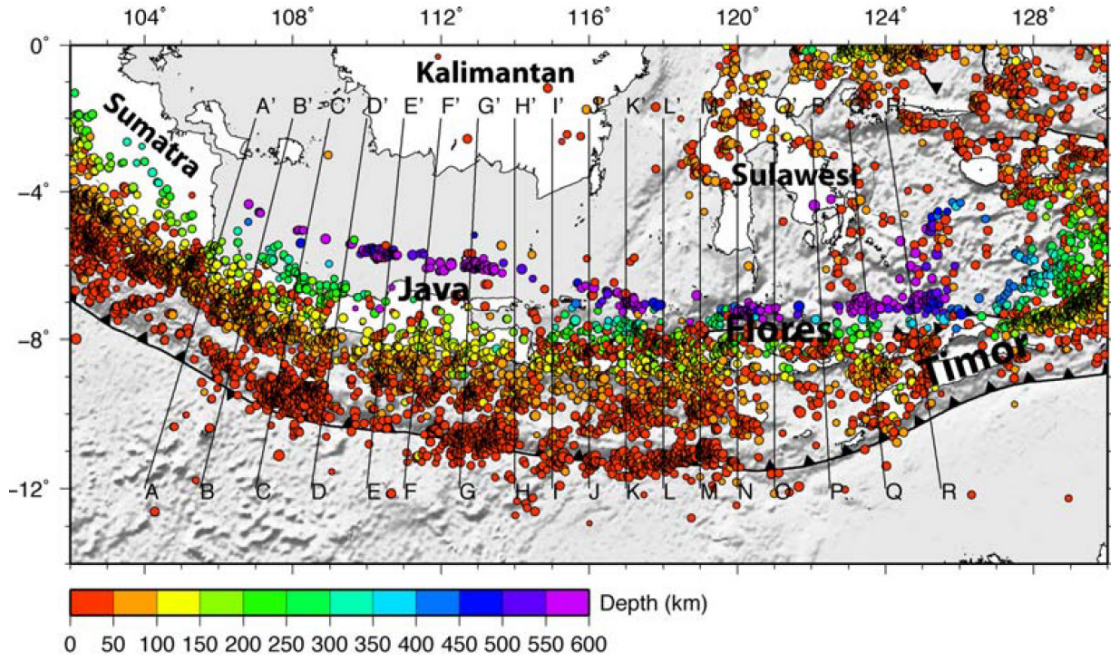 104° 108° 112° 116° 120° 124° 128°
0°
Kalimantan
Sumatra
A' B' C' D' E' F' G' H' I' J' K' L' M' N' O' P' Q' R'
-4°
Sulawesi
Java
-8°
Flores
Timor
-12°
A B C D E F G H I J K L M N O P Q R
Depth (km)
0 50 100 150 200 250 300 350 400 450 500 550 600